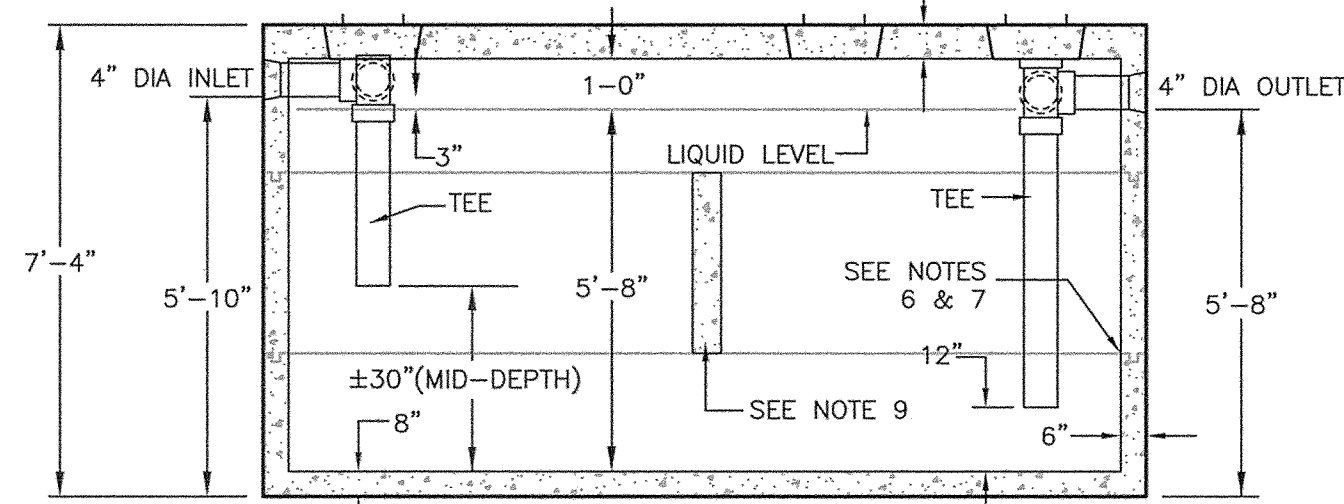 4" DIA INLET
1-0"
4" DIA OUTLET
3"
LIQUID LEVEL
TEE
TEE
7'-4"
5'-10"
5'-8"
SEE NOTES
6 & 7
5'-8"
12"
±30"(MID-DEPTH)
8"
SEE NOTE 9
6"